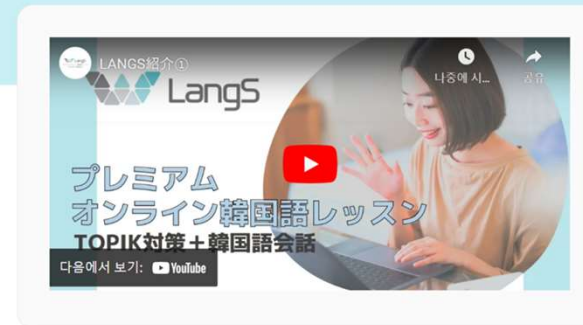 LANGS紹介①
나중에 시...
공유
LangS
プレミアム
オンライン韓国語レッスン
TOPIK対策＋韓国語会話
다음에서 보기: YouTube